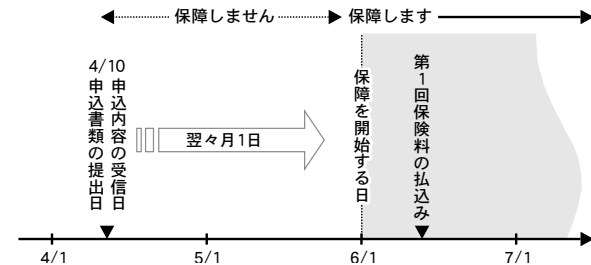 保障しません
保障します
4/10
申込書類の提出日
申込内容の受信日
翌々月1日
保障を開始する日
第1回保険料の払込み
4/1
5/1
6/1
7/1